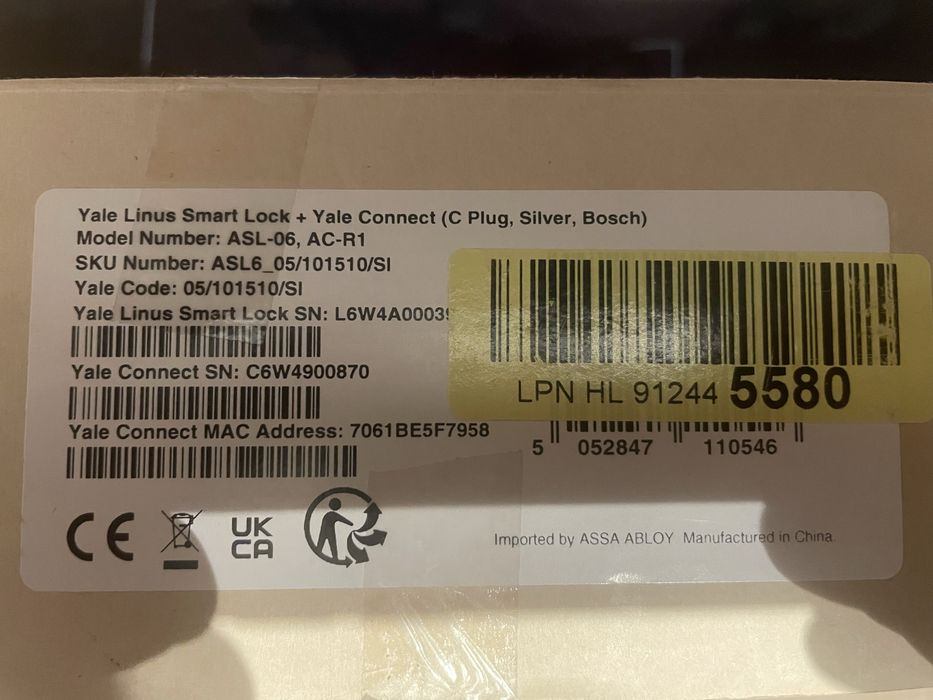 Yale Linus Smart Lock + Yale Connect (C Plug, Silver, Bosch)
Model Number: ASL-06, AC-R1
SKU Number: ASL6_05/101510/SI
Yale Code: 05/101510/SI
Yale Linus Smart Lock SN: L6W4A0003
Yale Connect SN: C6W4900870
Yale Connect MAC Address: 7061BE5F7958
LPN HL 91244 5580
5 052847 110546
CE
UK
CA
Imported by ASSA ABLOY Manufactured in China.